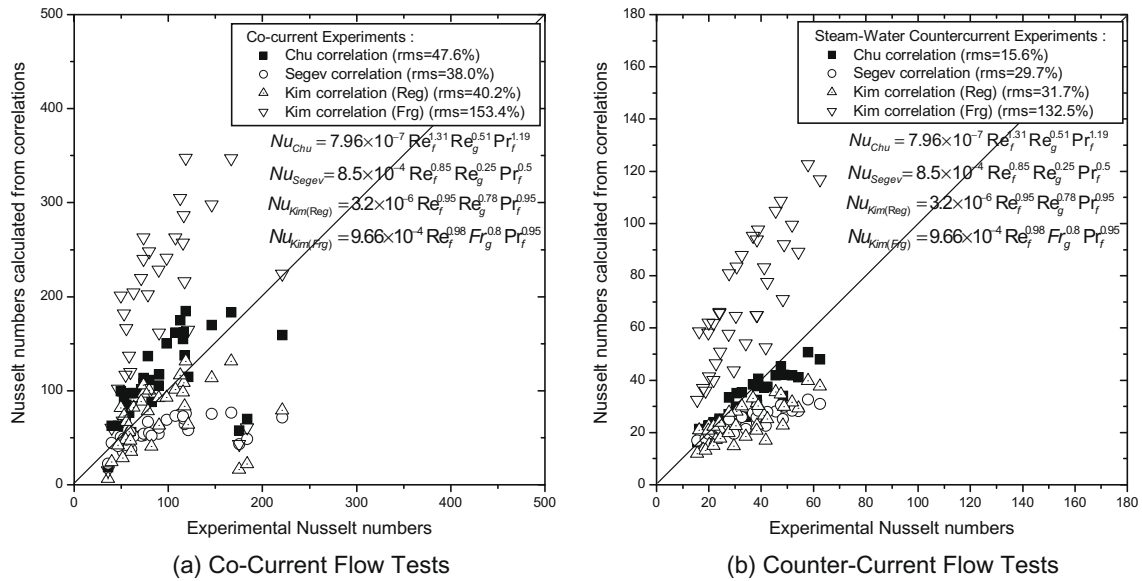 Co-current Experiments :
Chu correlation (rms=47.6%)
Segev correlation (rms=38.0%)
Kim correlation (Reg) (rms=40.2%)
Kim correlation (Frg) (rms=153.4%)
Nu_Chu = 7.96×10^-7 Re_f^1.31 Re_g^0.51 Pr_f^1.19
Nu_Segev = 8.5×10^-4 Re_f^0.85 Re_g^0.25 Pr_f^0.5
Nu_Kim(Reg) = 3.2×10^-6 Re_f^0.95 Re_g^0.78 Pr_f^0.95
Nu_Kim(Frg) = 9.66×10^-4 Re_f^0.98 Fr_g^0.8 Pr_f^0.95
Nusselt numbers calculated from correlations
500
400
300
200
100
0
0 100 200 300 400 500
Experimental Nusselt numbers
(a) Co-Current Flow Tests
Steam-Water Countercurrent Experiments :
Chu correlation (rms=15.6%)
Segev correlation (rms=29.7%)
Kim correlation (Reg) (rms=31.7%)
Kim correlation (Frg) (rms=132.5%)
Nu_Chu = 7.96×10^-7 Re_f^1.31 Re_g^0.51 Pr_f^1.19
Nu_Segev = 8.5×10^-4 Re_f^0.85 Re_g^0.25 Pr_f^0.5
Nu_Kim(Reg) = 3.2×10^-6 Re_f^0.95 Re_g^0.78 Pr_f^0.95
Nu_Kim(Frg) = 9.66×10^-4 Re_f^0.98 Fr_g^0.8 Pr_f^0.95
Nusselt numbers calculated from correlations
180
160
140
120
100
80
60
40
20
0
0 20 40 60 80 100 120 140 160 180
Experimental Nusselt numbers
(b) Counter-Current Flow Tests